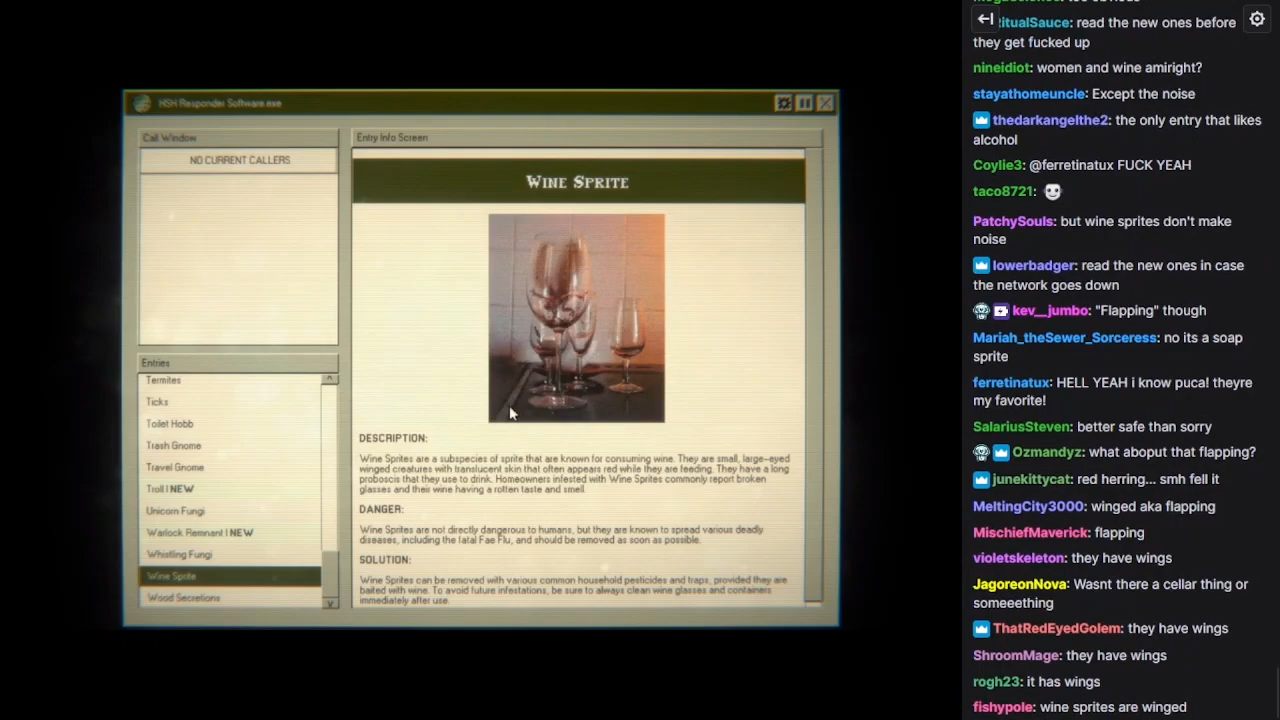 HSH Responder Software.exe
Call Window
NO CURRENT CALLERS
Entries
Termites
Ticks
Toilet Hobb
Trash Gnome
Travel Gnome
Troll | NEW
Unicorn Fungi
Warlock Remnant | NEW
Whistling Fungi
Wine Sprite
Wood Secretions
Entry Info Screen
WINE SPRITE
DESCRIPTION:
Wine Sprites are a subspecies of sprite that are known for consuming wine. They are small, large-eyed
winged creatures with translucent skin that often appears red while they are feeding. They have a long
proboscis that they use to drink. Homeowners infested with Wine Sprites commonly report broken
glasses and their wine having a rotten taste and smell.
DANGER:
Wine Sprites are not directly dangerous to humans, but they are known to spread various deadly
diseases, including the fatal Fae Flu, and should be removed as soon as possible.
SOLUTION:
Wine Sprites can be removed with various common household pesticides and traps, provided they are
baited with wine. To avoid future infestations, be sure to always clean wine glasses and containers
immediately after use.
itualSauce: read the new ones before
they get fucked up
nineidiot: women and wine amiright?
stayathomeuncle: Except the noise
thedarkangelthe2: the only entry that likes
alcohol
Coylie3: @ferretinatux FUCK YEAH
taco8721:
PatchySouls: but wine sprites don't make
noise
lowerbadger: read the new ones in case
the network goes down
kev__jumbo: "Flapping" though
Mariah_theSewer_Sorceress: no its a soap
sprite
ferretinatux: HELL YEAH i know puca! theyre
my favorite!
SalariusSteven: better safe than sorry
Ozmandyz: what aboput that flapping?
junekittycat: red herring... smh fell it
MeltingCity3000: winged aka flapping
MischiefMaverick: flapping
violetskeleton: they have wings
JagoreonNova: Wasnt there a cellar thing or
someeething
ThatRedEyedGolem: they have wings
ShroomMage: they have wings
rogh23: it has wings
fishypole: wine sprites are winged